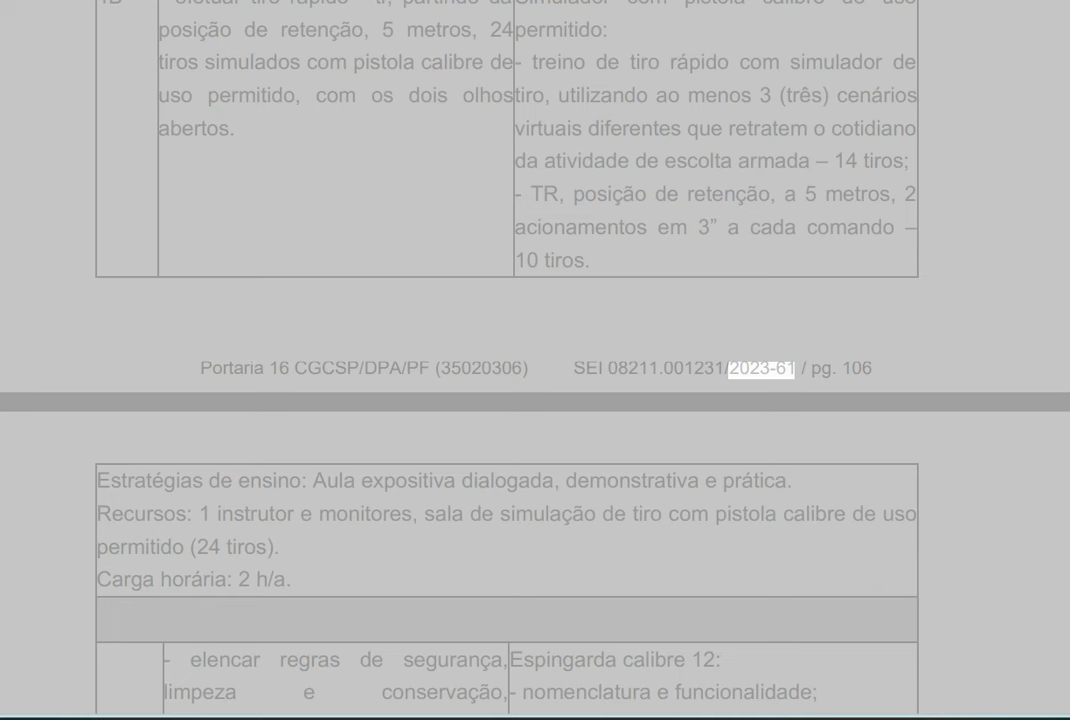 posição de retenção, 5 metros, 24
tiros simulados com pistola calibre de
uso permitido, com os dois olhos
abertos.
permitido:
- treino de tiro rápido com simulador de
tiro, utilizando ao menos 3 (três) cenários
virtuais diferentes que retratem o cotidiano
da atividade de escolta armada – 14 tiros;
- TR, posição de retenção, a 5 metros, 2
acionamentos em 3” a cada comando –
10 tiros.
Portaria 16 CGCSP/DPA/PF (35020306) SEI 08211.001231/2023-61 / pg. 106
Estratégias de ensino: Aula expositiva dialogada, demonstrativa e prática.
Recursos: 1 instrutor e monitores, sala de simulação de tiro com pistola calibre de uso
permitido (24 tiros).
Carga horária: 2 h/a.
- elencar regras de segurança,
limpeza e conservação,
Espingarda calibre 12:
- nomenclatura e funcionalidade;